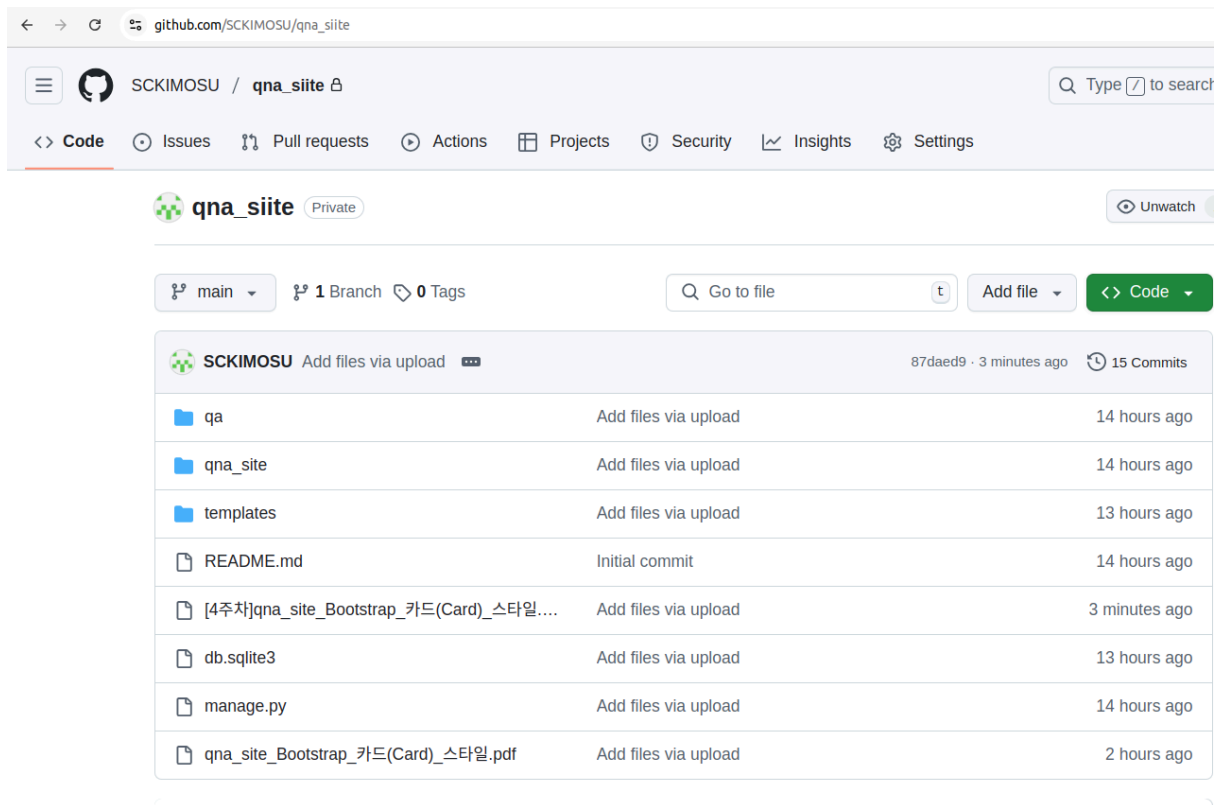 github.com/SCKIMOSU/qna_siite
SCKIMOSU / qna_siite
Type / to search
Code Issues Pull requests Actions Projects Security Insights Settings
qna_siite Private
Unwatch
main 1 Branch 0 Tags
Go to file t
Add file
Code
SCKIMOSU Add files via upload 87daed9 · 3 minutes ago 15 Commits
qa Add files via upload 14 hours ago
qna_site Add files via upload 14 hours ago
templates Add files via upload 13 hours ago
README.md Initial commit 14 hours ago
[4주차]qna_site_Bootstrap_카드(Card)_스타일.… Add files via upload 3 minutes ago
db.sqlite3 Add files via upload 13 hours ago
manage.py Add files via upload 14 hours ago
qna_site_Bootstrap_카드(Card)_스타일.pdf Add files via upload 2 hours ago